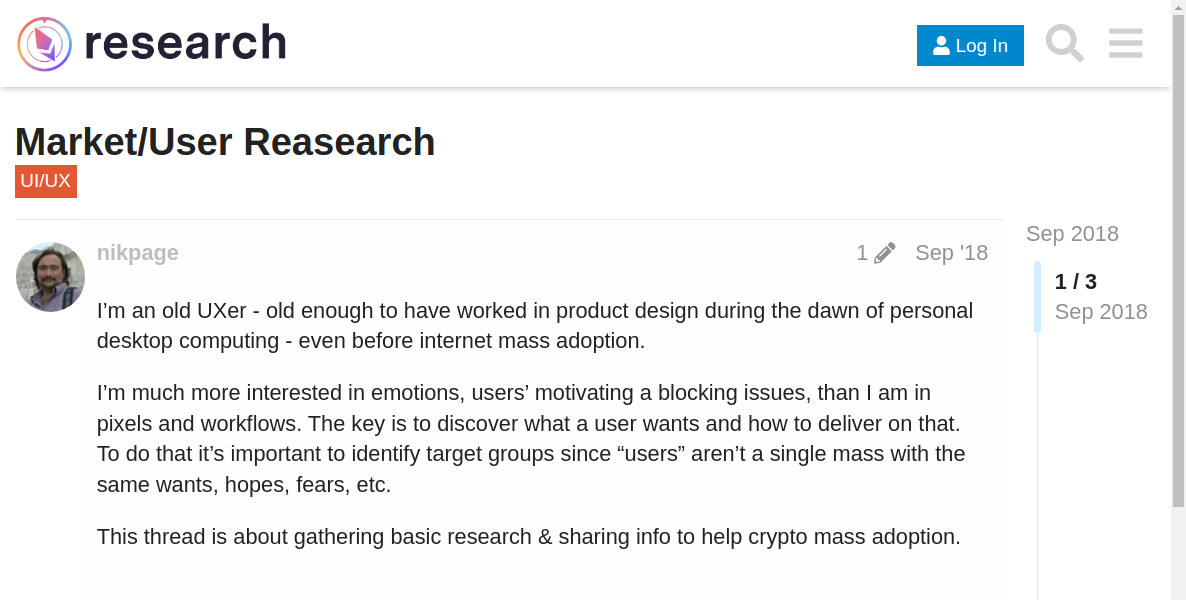 research
Log In
Market/User Reasearch
UI/UX
nikpage
1
Sep '18
Sep 2018
1 / 3
Sep 2018
I’m an old UXer - old enough to have worked in product design during the dawn of personal
desktop computing - even before internet mass adoption.
I’m much more interested in emotions, users’ motivating a blocking issues, than I am in
pixels and workflows. The key is to discover what a user wants and how to deliver on that.
To do that it’s important to identify target groups since “users” aren’t a single mass with the
same wants, hopes, fears, etc.
This thread is about gathering basic research & sharing info to help crypto mass adoption.